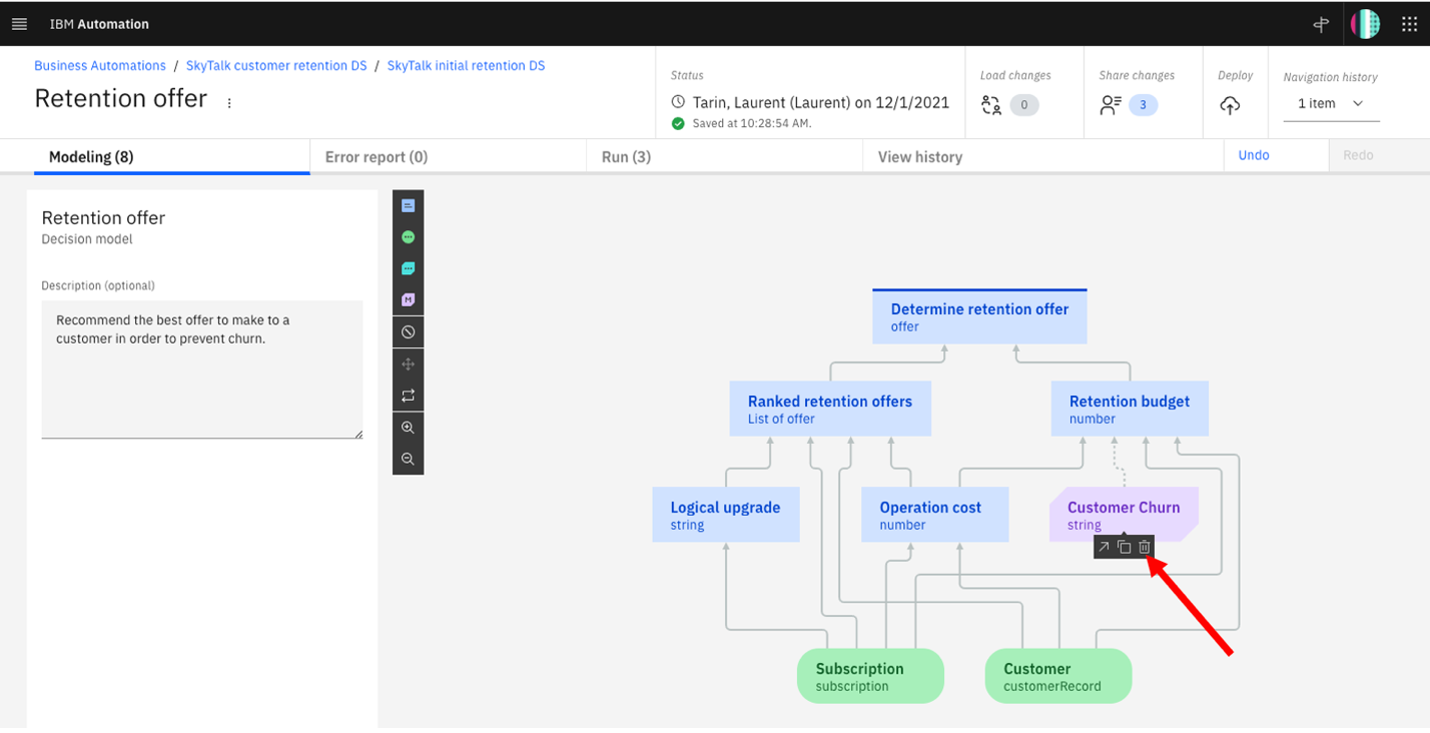 IBM Automation
Business Automations / SkyTalk customer retention DS / SkyTalk initial retention DS
Retention offer
Status
Tarin, Laurent (Laurent) on 12/1/2021
Saved at 10:28:54 AM.
Load changes
0
Share changes
3
Deploy
Navigation history
1 item
Modeling (8)
Error report (0)
Run (3)
View history
Undo
Redo
Retention offer
Decision model
Description (optional)
Recommend the best offer to make to a
customer in order to prevent churn.
M
Determine retention offer
offer
Ranked retention offers
List of offer
Retention budget
number
Logical upgrade
string
Operation cost
number
Customer Churn
string
Subscription
subscription
Customer
customerRecord